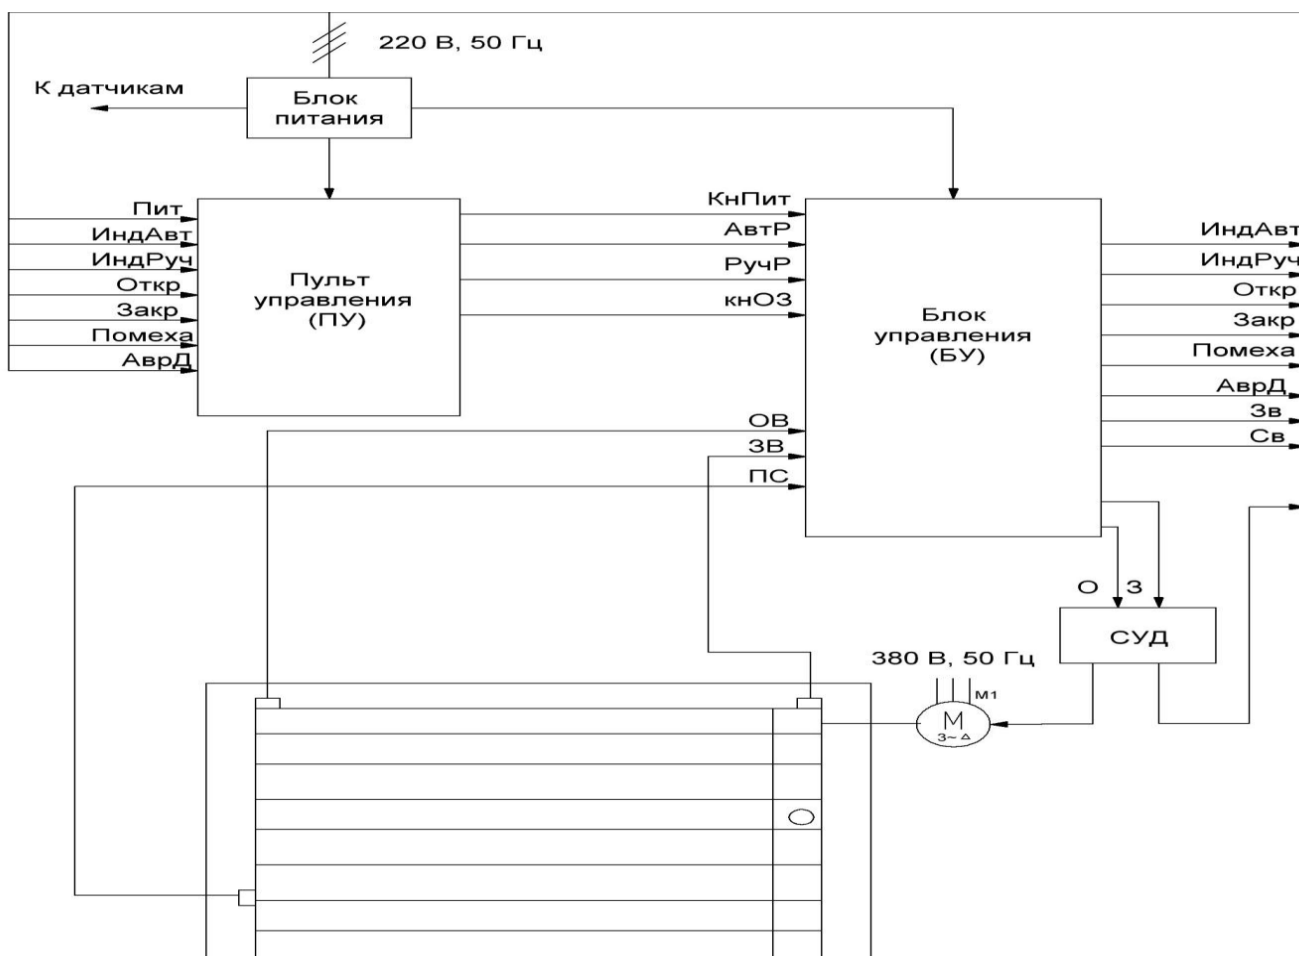 220 В, 50 Гц
К датчикам
Блок
питания
Пит
ИндАвт
ИндРуч
Откр
Закр
Помеха
АврД
Пульт
управления
(ПУ)
КнПит
АвтР
РучР
кнОЗ
ОВ
ЗВ
ПС
Блок
управления
(БУ)
ИндАвт
ИндРуч
Откр
Закр
Помеха
АврД
Зв
Св
О З
СУД
380 В, 50 Гц
М1
М
3~ Δ